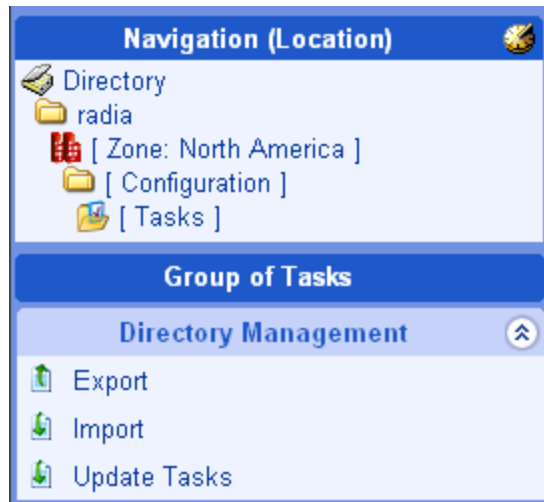 Navigation (Location)
Directory
radia
[ Zone: North America ]
[ Configuration ]
[ Tasks ]
Group of Tasks
Directory Management
Export
Import
Update Tasks